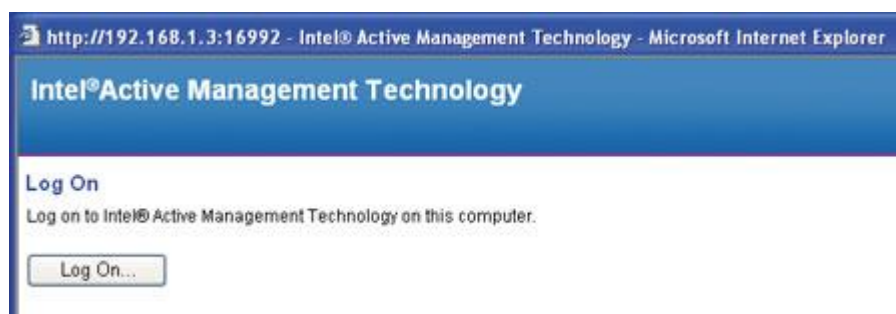 http://192.168.1.3:16992 - Intel® Active Management Technology - Microsoft Internet Explorer
Intel®Active Management Technology
Log On
Log on to Intel® Active Management Technology on this computer.
Log On...